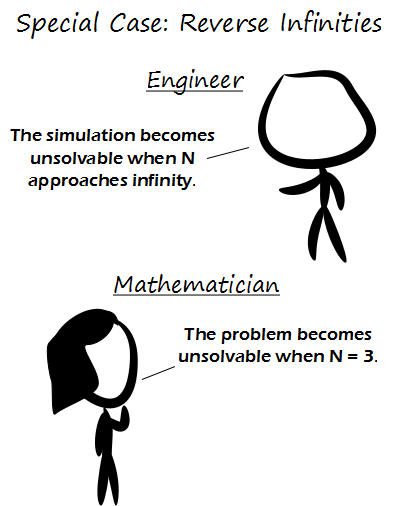 Special Case: Reverse Infinities
Engineer
The simulation becomes
unsolvable when N
approaches infinity.
Mathematician
The problem becomes
unsolvable when N = 3.